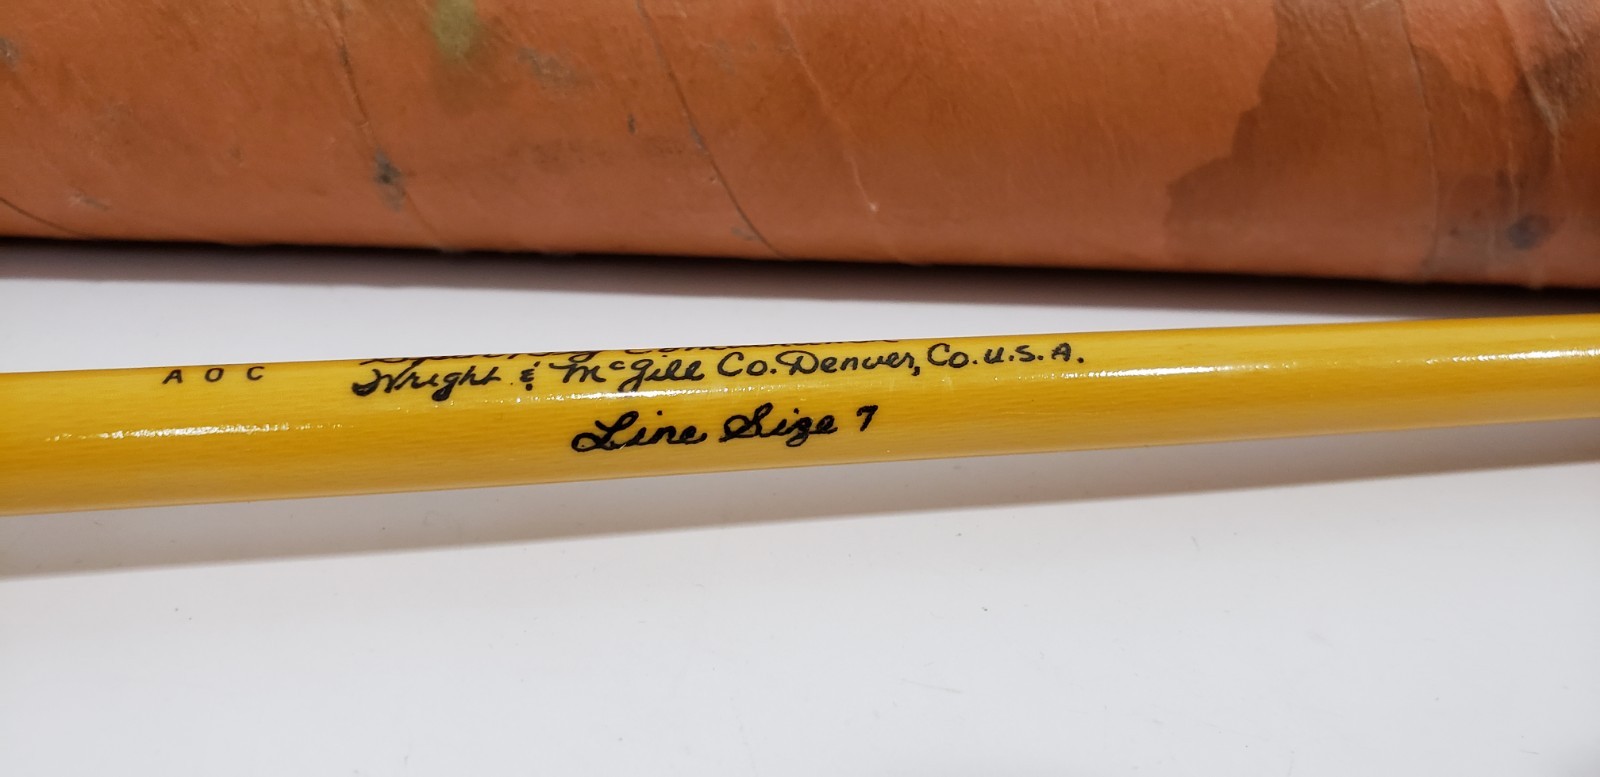 A O C
Wright & McGill Co. Denver, Co. U.S.A.
Line Size 7